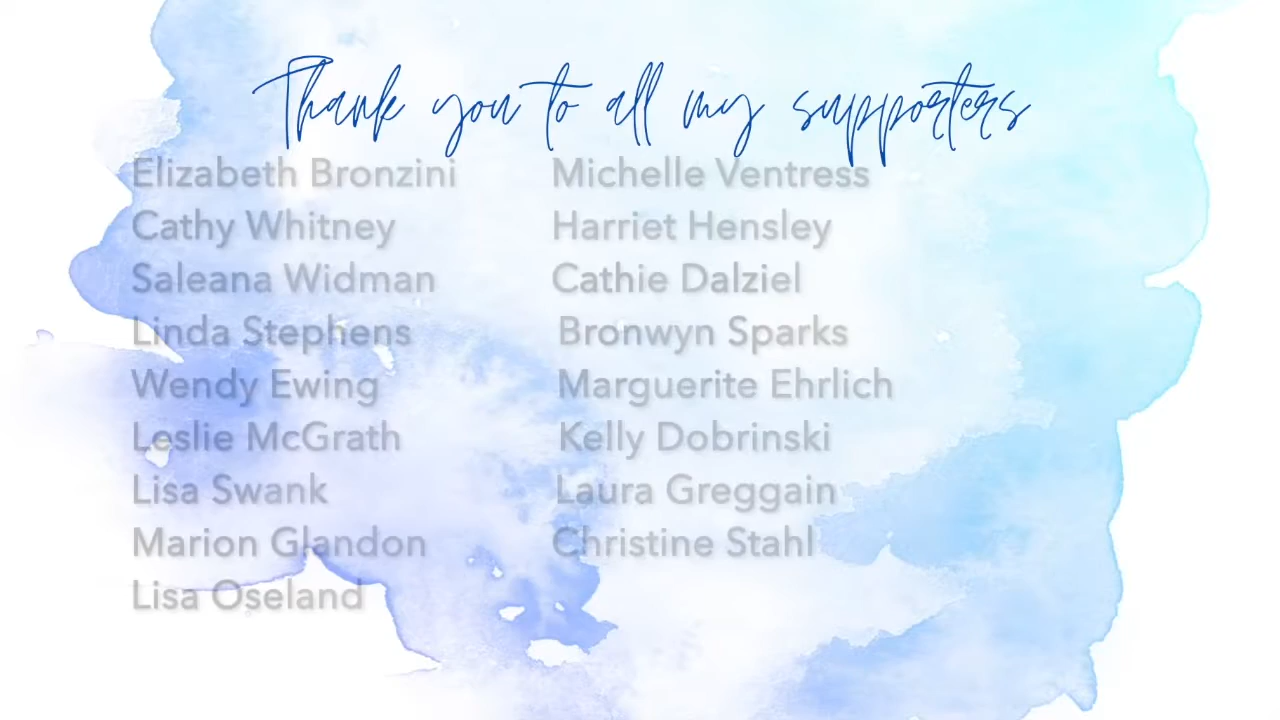 Thank you to all my supporters
Elizabeth Bronzini
Cathy Whitney
Saleana Widman
Linda Stephens
Wendy Ewing
Leslie McGrath
Lisa Swank
Marion Glandon
Lisa Oseland
Michelle Ventress
Harriet Hensley
Cathie Dalziel
Bronwyn Sparks
Marguerite Ehrlich
Kelly Dobrinski
Laura Greggain
Christine Stahl